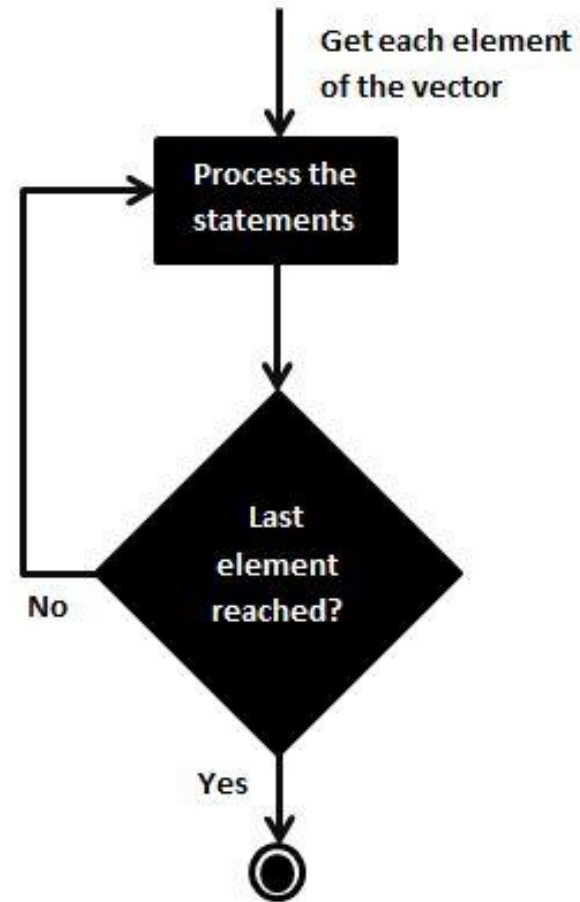 Get each element
of the vector
Process the
statements
Last
element
reached?
No
Yes